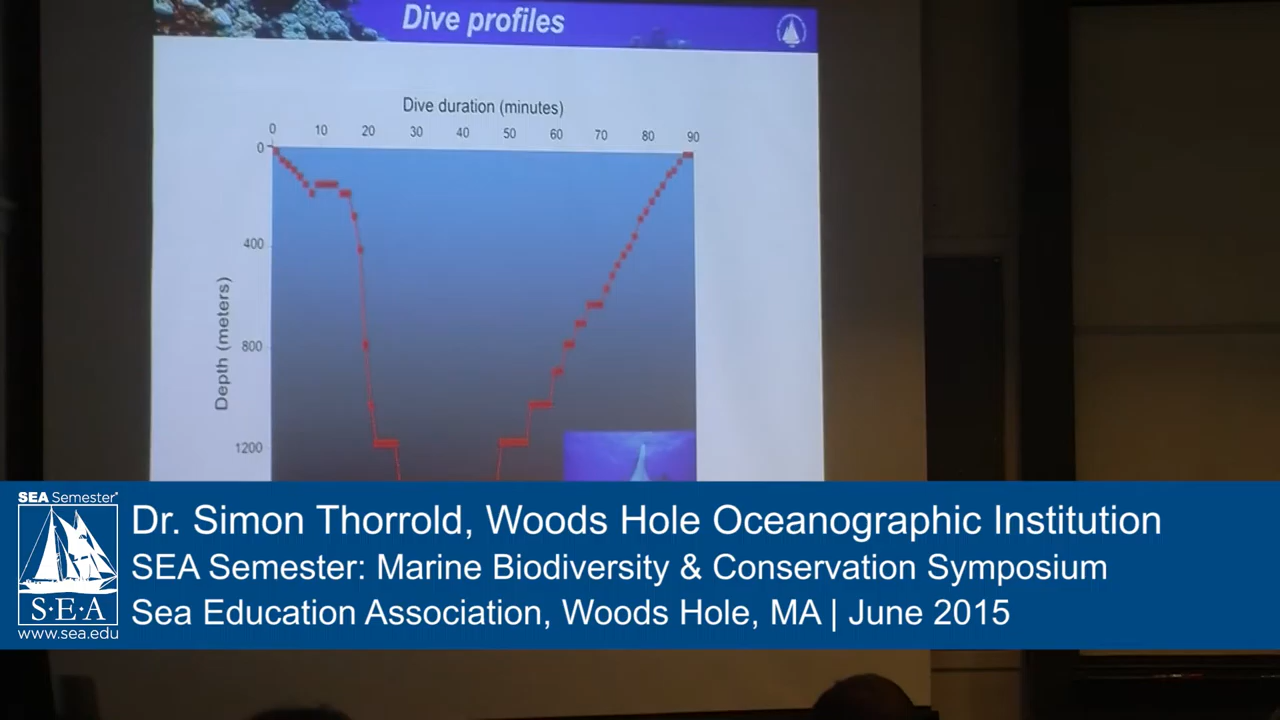 Dive profiles
Dive duration (minutes)
0 10 20 30 40 50 60 70 80 90
0
400
800
1200
Depth (meters)
SEA Semester®
S·E·A
www.sea.edu
Dr. Simon Thorrold, Woods Hole Oceanographic Institution
SEA Semester: Marine Biodiversity & Conservation Symposium
Sea Education Association, Woods Hole, MA | June 2015